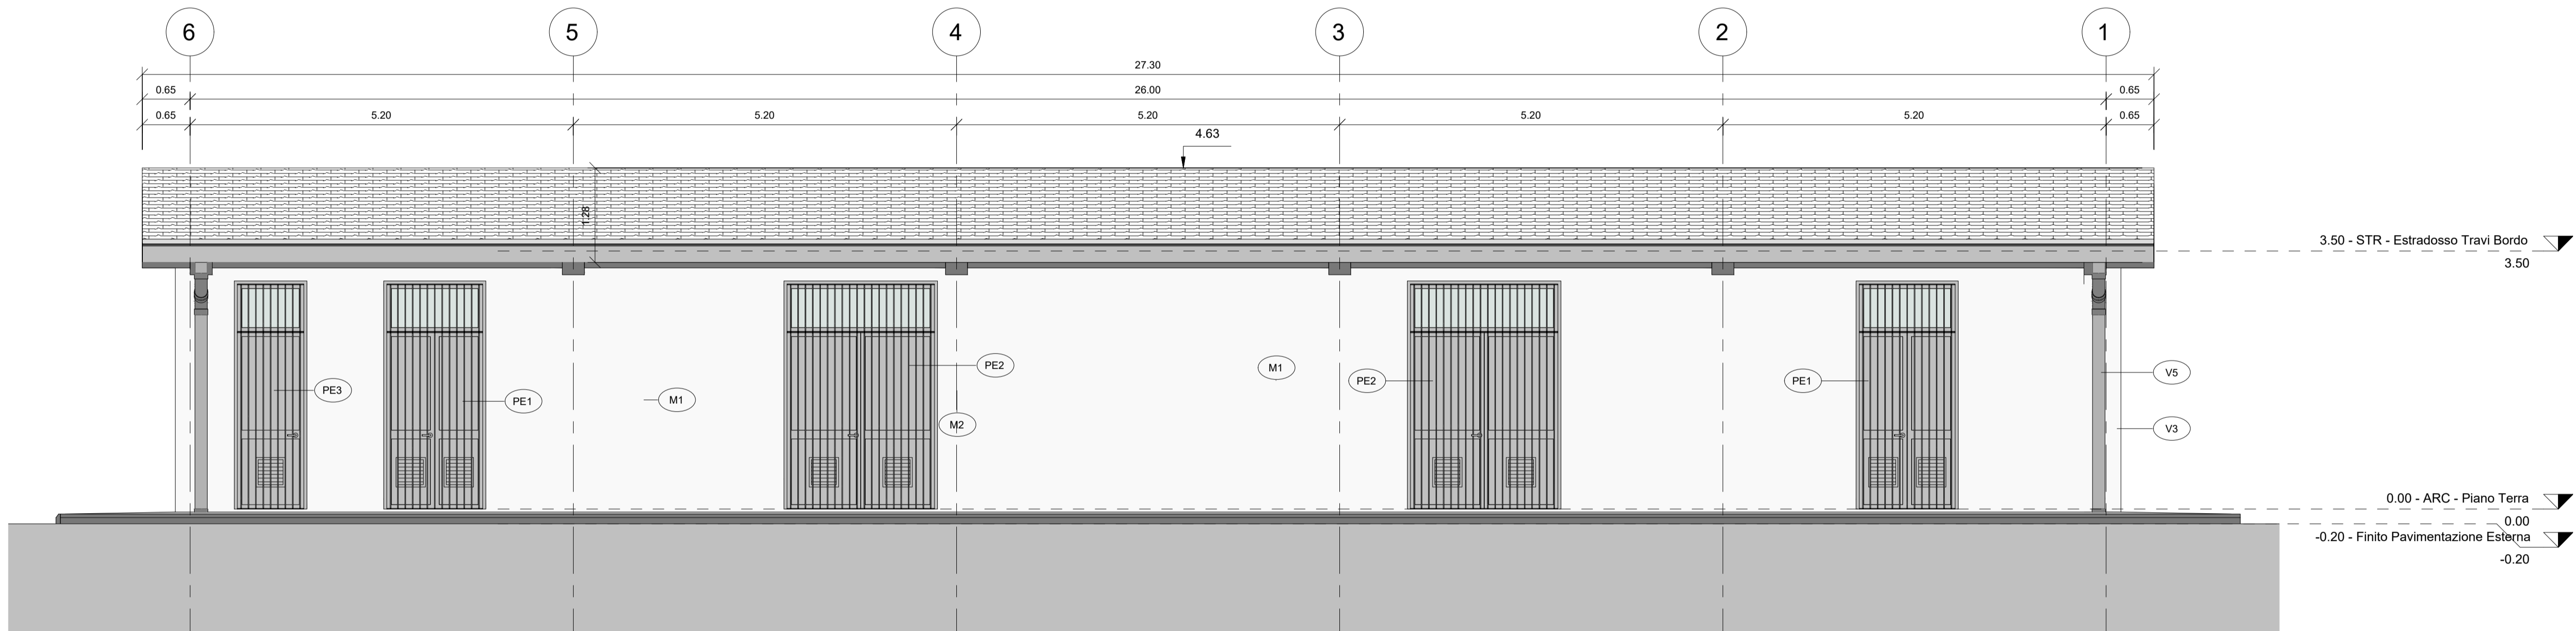 6 5 4 3 2 1
27.30
0.65 26.00 0.65
0.65 5.20 5.20 5.20 5.20 5.20 0.65
4.63
1.28
3.50 - STR - Estradosso Travi Bordo
3.50
PE3
PE1
M1
PE2
M2
M1
PE2
PE1
V5
V3
0.00 - ARC - Piano Terra
0.00
-0.20 - Finito Pavimentazione Esterna
-0.20